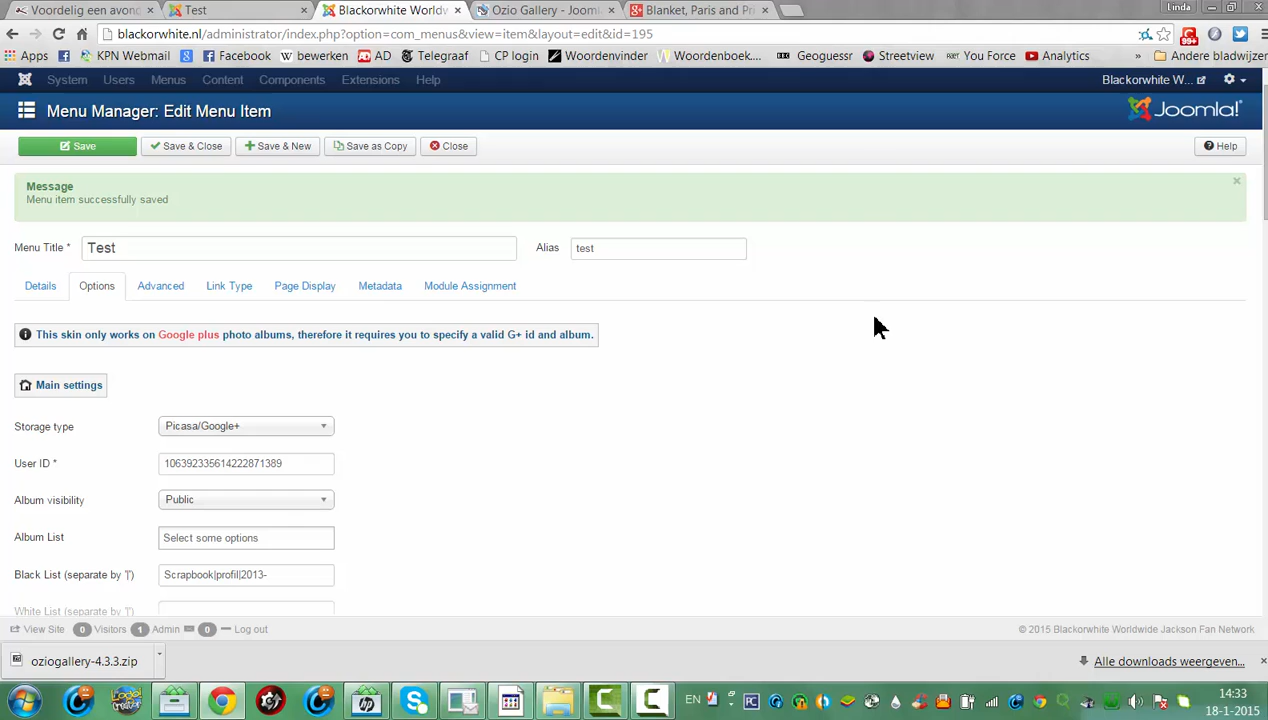 Voordelig een avond
Test
Blackorwhite Worldw
Ozio Gallery - Joomla!
Blanket, Paris and Pr
Linda
blackorwhite.nl/administrator/index.php?option=com_menus&view=item&layout=edit&id=195
99+
Apps
KPN Webmail
Facebook
bewerken
AD
Telegraaf
CP login
Woordenvinder
Woordenboek....
Geoguessr
Streetview
You Force
Analytics
»
Andere bladwijzers
System Users Menus Content Components Extensions Help
Blackorwhite W...
Menu Manager: Edit Menu Item
Joomla!
Save
Save & Close
Save & New
Save as Copy
Close
Help
Message
Menu item successfully saved
Menu Title * Test
Alias test
Details Options Advanced Link Type Page Display Metadata Module Assignment
This skin only works on Google plus photo albums, therefore it requires you to specify a valid G+ id and album.
Main settings
Storage type Picasa/Google+
User ID * 106392335614222871389
Album visibility Public
Album List Select some options
Black List (separate by '|') Scrapbook|profil|2013-
White List (separate by '|')
View Site 0 Visitors 1 Admin 0 Log out
© 2015 Blackorwhite Worldwide Jackson Fan Network
oziogallery-4.3.3.zip
Alle downloads weergeven...
EN
14:33
18-1-2015